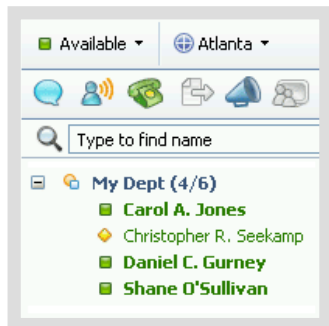 Available Atlanta
Type to find name
My Dept (4/6)
Carol A. Jones
Christopher R. Seekamp
Daniel C. Gurney
Shane O'Sullivan